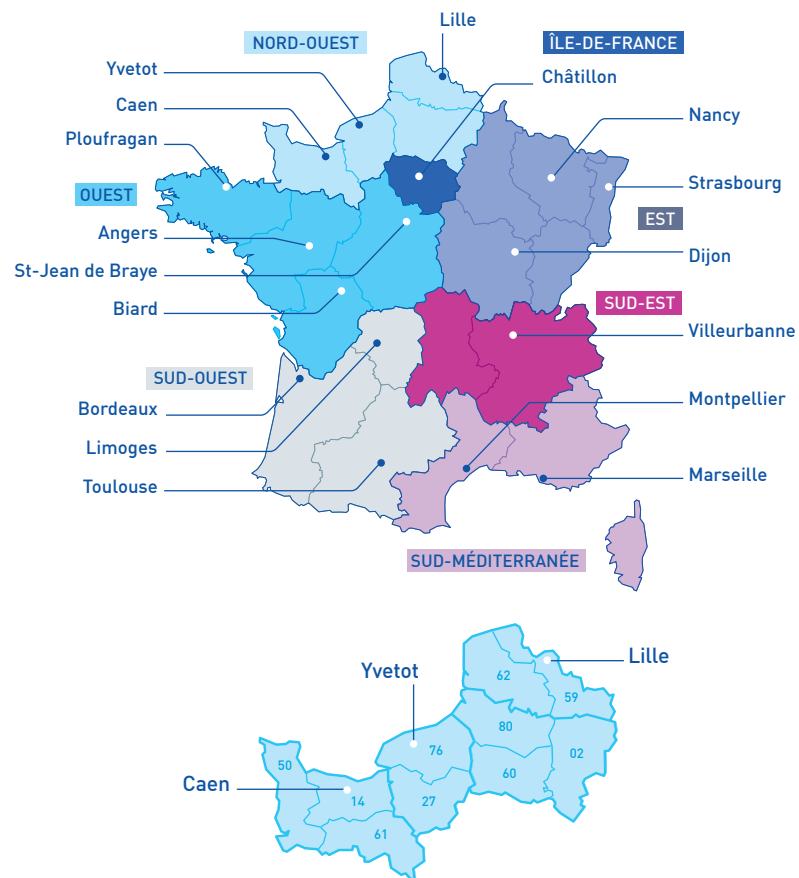 Lille
NORD-OUEST
ÎLE-DE-FRANCE
Yvetot
Châtillon
Caen
Nancy
Ploufragan
Strasbourg
OUEST
EST
Angers
Dijon
St-Jean de Braye
SUD-EST
Biard
Villeurbanne
SUD-OUEST
Montpellier
Bordeaux
Limoges
Marseille
Toulouse
SUD-MÉDITERRANÉE
Lille
Yvetot
62
59
80
76
02
50
60
Caen
14
27
61